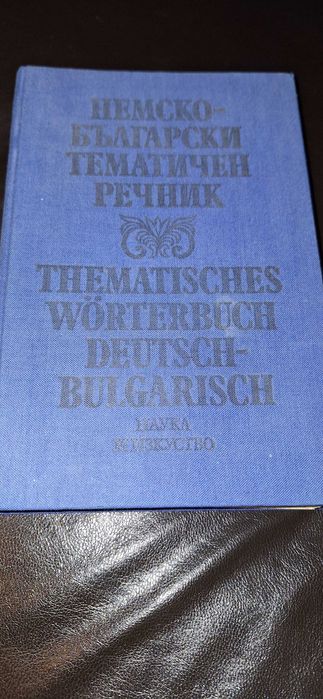 НЕМСКО-
БЪЛГАРСКИ
ТЕМАТИЧЕН
РЕЧНИК
THEMATISCHES
WÖRTERBUCH
DEUTSCH-
BULGARISCH
НАУКА
И ИЗКУСТВО